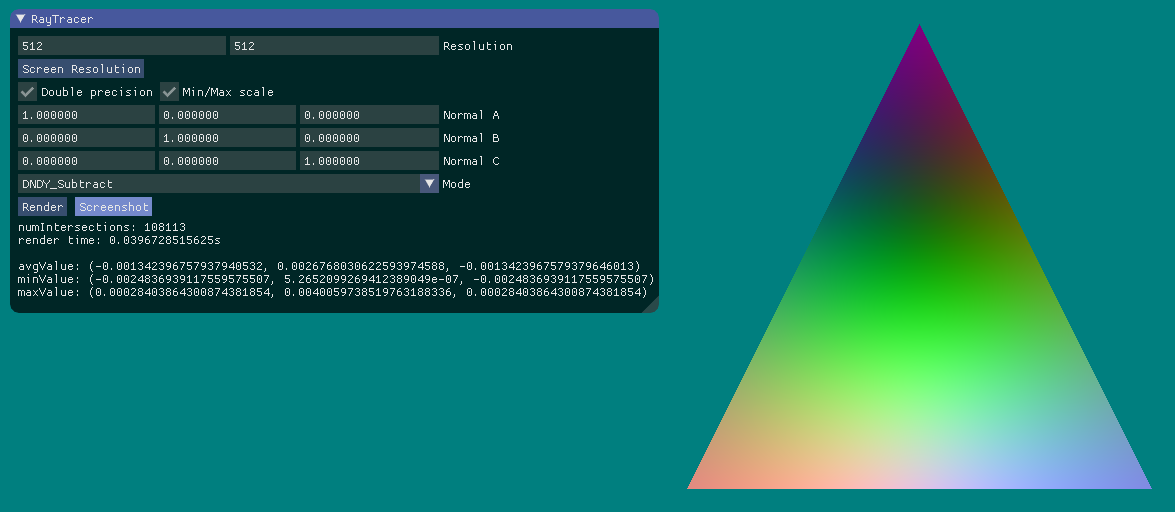 RayTracer
512 512 Resolution
Screen Resolution
Double precision Min/Max scale
1.000000 0.000000 0.000000 Normal A
0.000000 1.000000 0.000000 Normal B
0.000000 0.000000 1.000000 Normal C
DNDY_Subtract Mode
Render Screenshot
numIntersections: 108113
render time: 0.0396728515625s
avgValue: (-0.001342396757937940532, 0.0026768030622593974588, -0.0013423967579379646013)
minValue: (-0.0024836939117559575507, 5.2652099269412389049e-07, -0.0024836939117559575507)
maxValue: (0.00028403864300874381854, 0.0040059738519763188336, 0.00028403864300874381854)